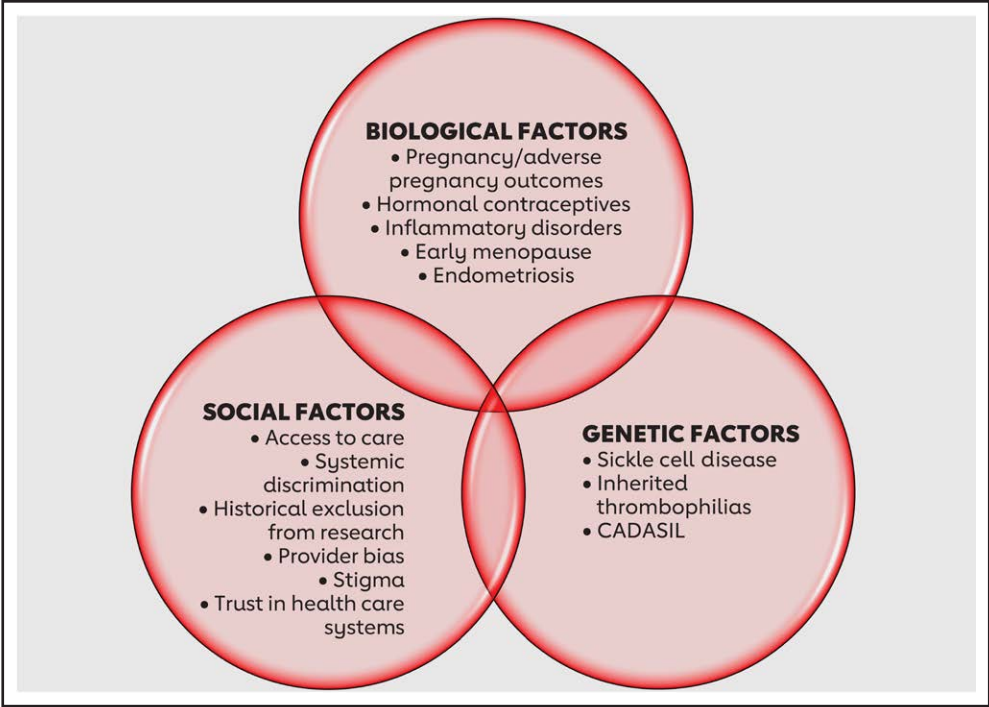 BIOLOGICAL FACTORS
• Pregnancy/adverse
pregnancy outcomes
• Hormonal contraceptives
• Inflammatory disorders
• Early menopause
• Endometriosis
SOCIAL FACTORS
• Access to care
• Systemic
discrimination
• Historical exclusion
from research
• Provider bias
• Stigma
• Trust in health care
systems
GENETIC FACTORS
• Sickle cell disease
• Inherited
thrombophilias
• CADASIL